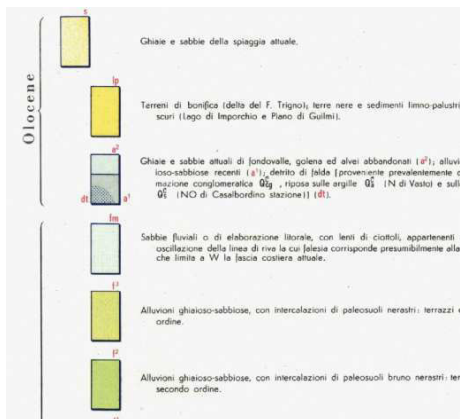 Olocene
s
Ghiaie e sabbie della spiaggia attuale.
lp
Terreni di bonifica (delta del F. Trigno); terre nere e sedimenti limno-palustri
scuri (Lago di Imporchio e Piano di Guilmi).
a²
Ghiaie e sabbie attuali di fondovalle, golena ed alvei abbandonati (a²); alluvi
ioso-sabbiose recenti (a¹); detrito di falda [proveniente prevalentemente
mazione conglomeratica , riposa sulle argille (N di Vasto) e sull
(NO di Casalbordino stazione)] (dt).
dt a¹
fm
Sabbie fluviali o di elaborazione litorale, con lenti di ciottoli, appartenenti
oscillazione della linea di riva la cui falesia corrisponde presumibilmente alla
che limita a W la fascia costiera attuale.
f³
Alluvioni ghiaioso-sabbiose, con intercalazioni di paleosuoli nerastri: terrazzi
ordine.
f²
Alluvioni ghiaioso-sabbiose, con intercalazioni di paleosuoli bruno nerastri: ter
secondo ordine.